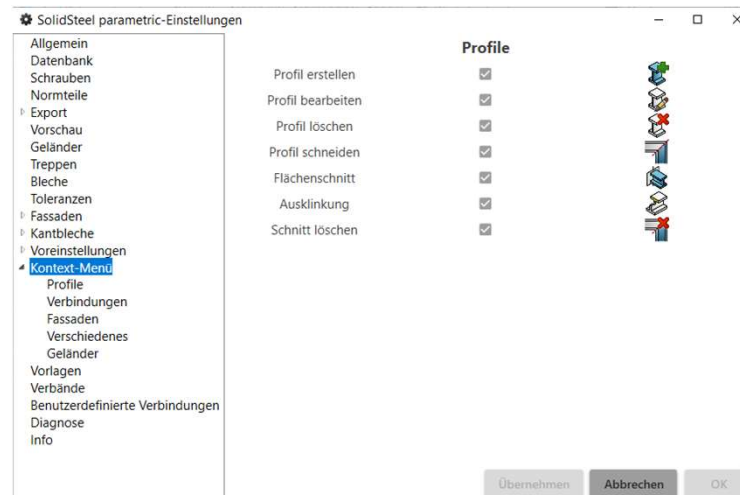 SolidSteel parametric-Einstellungen
Allgemein
Datenbank
Schrauben
Normteile
Export
Vorschau
Geländer
Treppen
Bleche
Toleranzen
Fassaden
Kantbleche
Voreinstellungen
Kontext-Menü
Profile
Verbindungen
Fassaden
Verschiedenes
Geländer
Vorlagen
Verbände
Benutzerdefinierte Verbindungen
Diagnose
Info
Profile
Profil erstellen
Profil bearbeiten
Profil löschen
Profil schneiden
Flächenschnitt
Ausklinkung
Schnitt löschen
Übernehmen
Abbrechen
OK